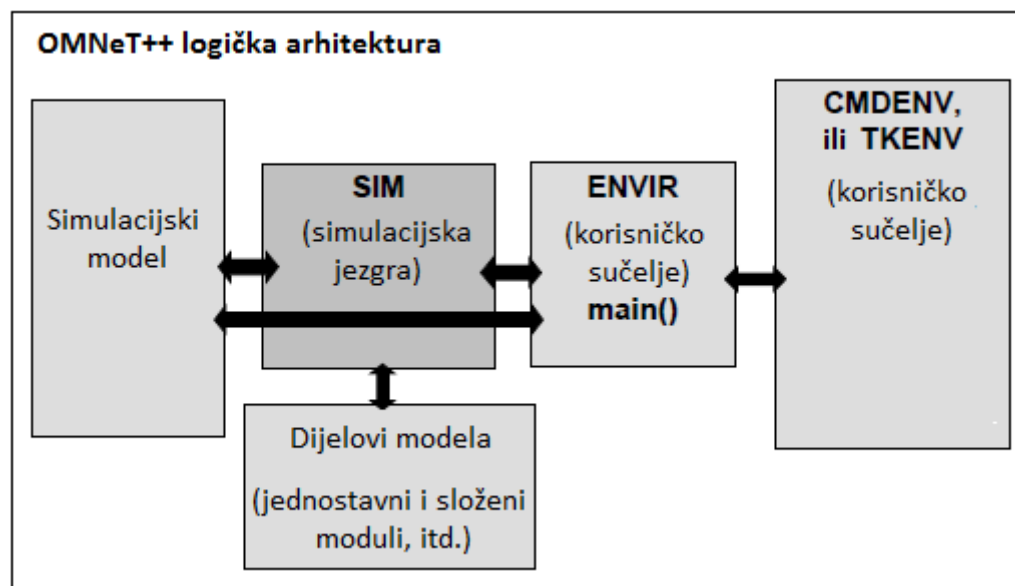 OMNeT++ logička arhitektura
Simulacijski
model
SIM
(simulacijska
jezgra)
ENVIR
(korisničko
sučelje)
main()
CMDENV,
ili TKENV
(korisničko
sučelje)
Dijelovi modela
(jednostavni i složeni
moduli, itd.)